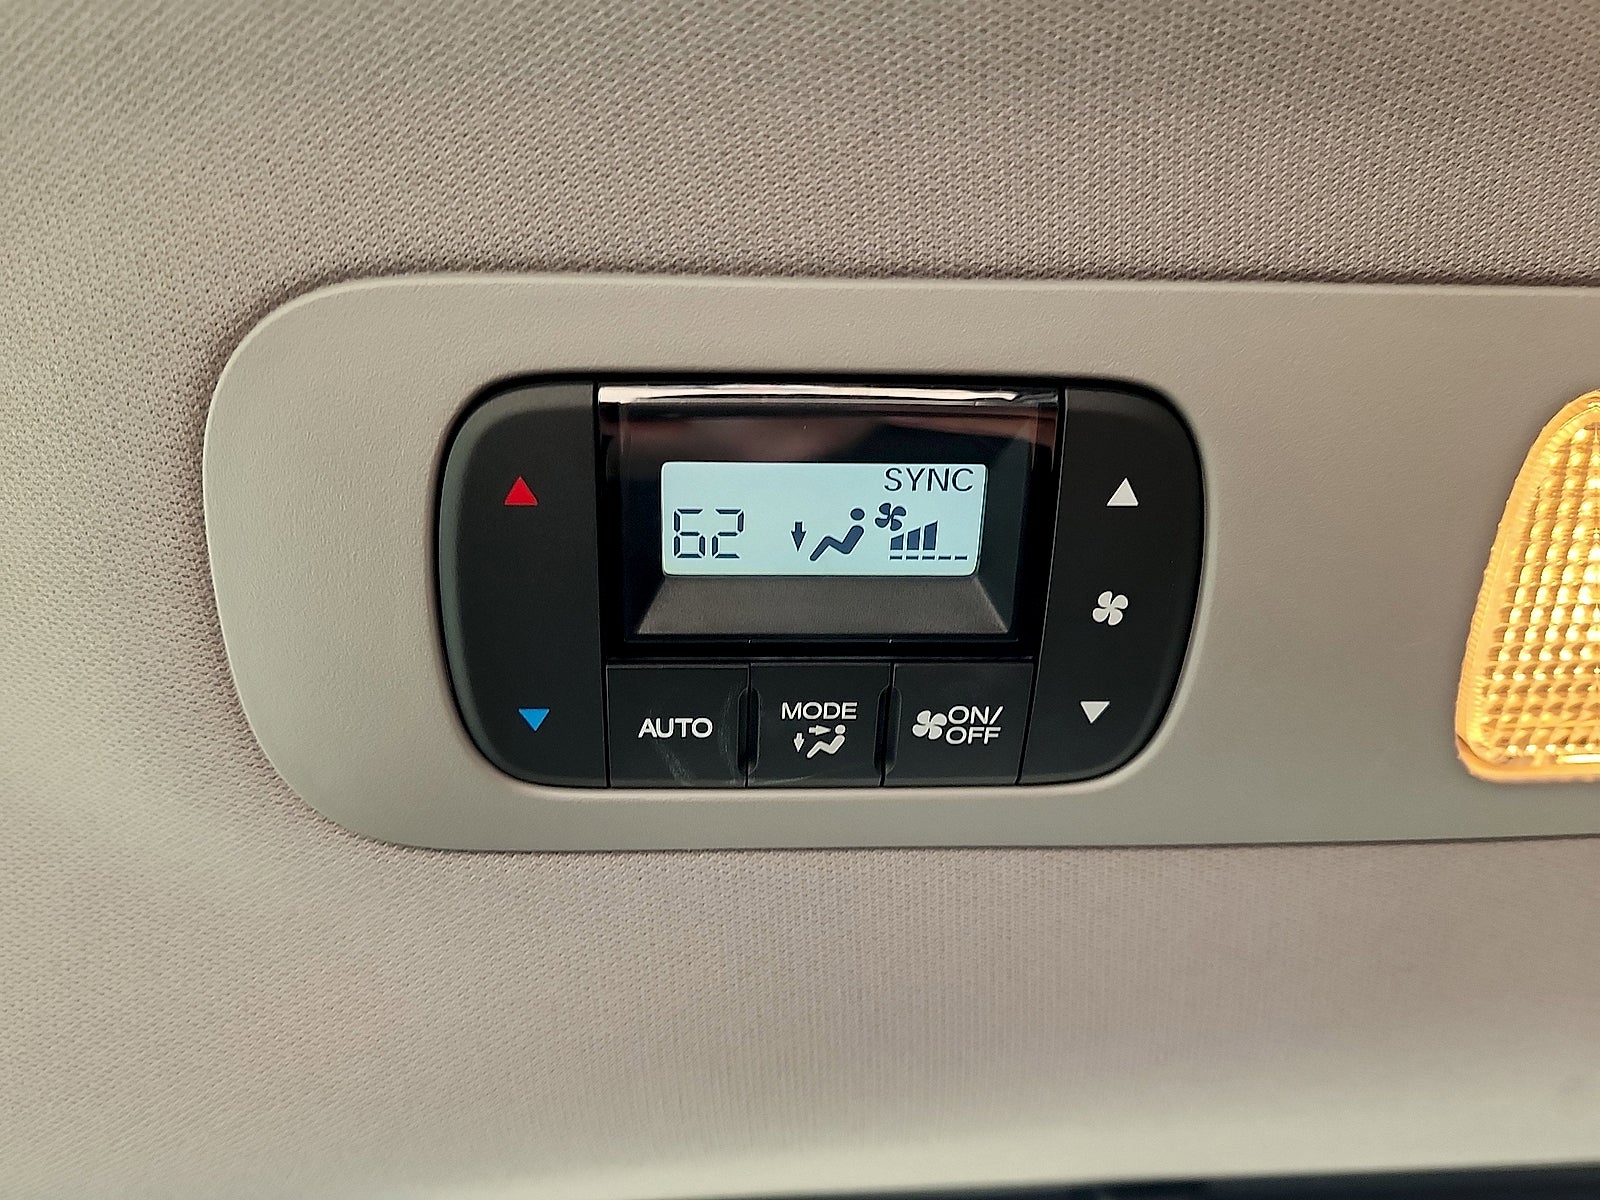 SYNC
62
AUTO
MODE
ON/
OFF